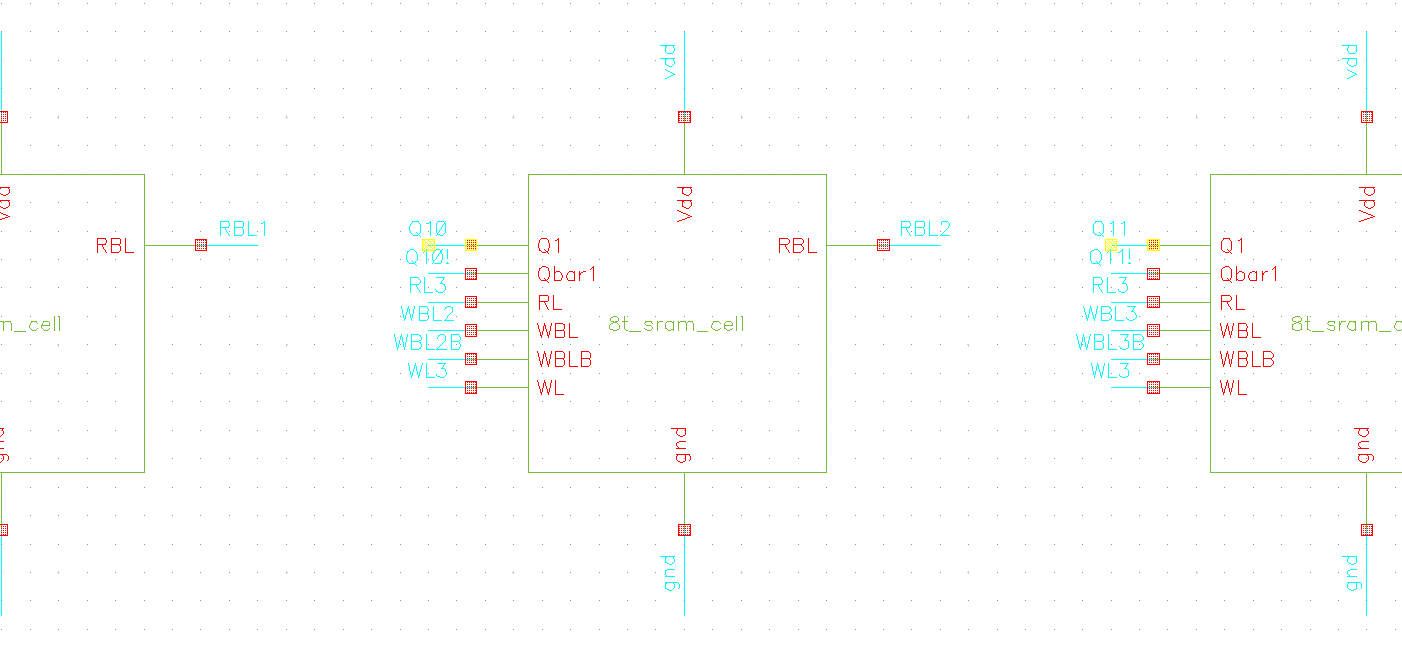 vdd
vdd
Vdd
Vdd
Vdd
RBL
RBL1
Q10
Q1
RBL
RBL2
Q11
Q1
Q10!
Qbar1
Q11!
Qbar1
RL3
RL
RL3
RL
WBL2
WBL
8t_sram_cell
WBL3
WBL
m_cell
8t_sram_c
WBL2B
WBLB
WBL3B
WBLB
WL3
WL
WL3
WL
gnd
gnd
gnd
gnd
gnd